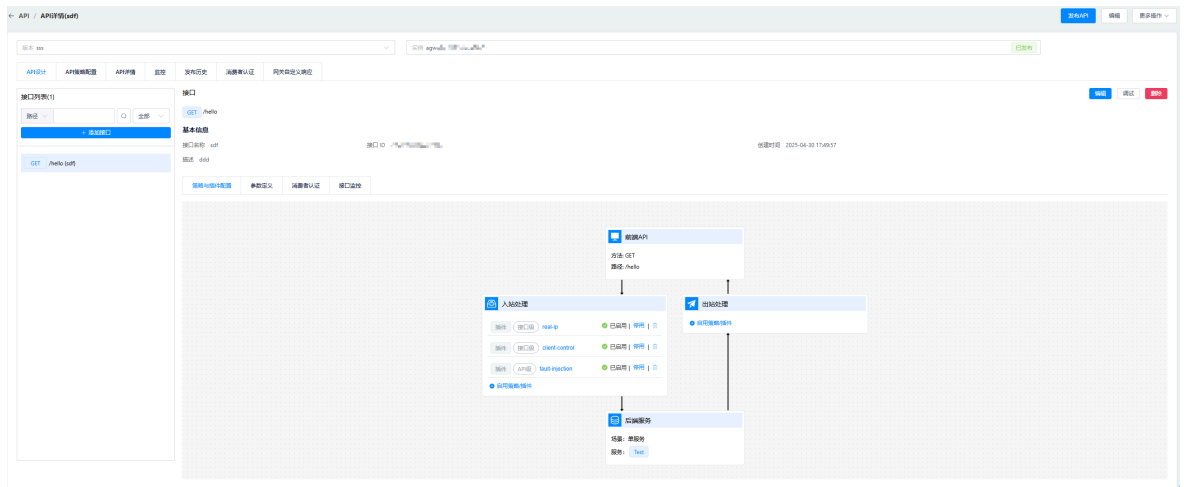 ← API / API详情(sdf) 发布API 编辑 更多操作
版本 sss 实例 已发布
API设计 API策略配置 API详情 监控 发布历史 消费者认证 网关自定义响应
接口列表(1) 接口 编辑 调试 删除
路径 全部 GET /hello
+ 添加接口 基本信息
接口名称 sdf 接口 ID 创建时间 2025-04-30 17:49:57
GET /hello (sdf) 描述 ddd
策略与插件配置 参数定义 消费者认证 接口监控
前端API
方法: GET
路径: /hello
入站处理 出站处理
插件 接口级 real-ip 已启用 | 停用 | 启用策略/插件
插件 接口级 client-control 已启用 | 停用 |
插件 API级 fault-injection 已启用 | 停用 |
启用策略/插件
后端服务
场景: 单服务
服务: Test